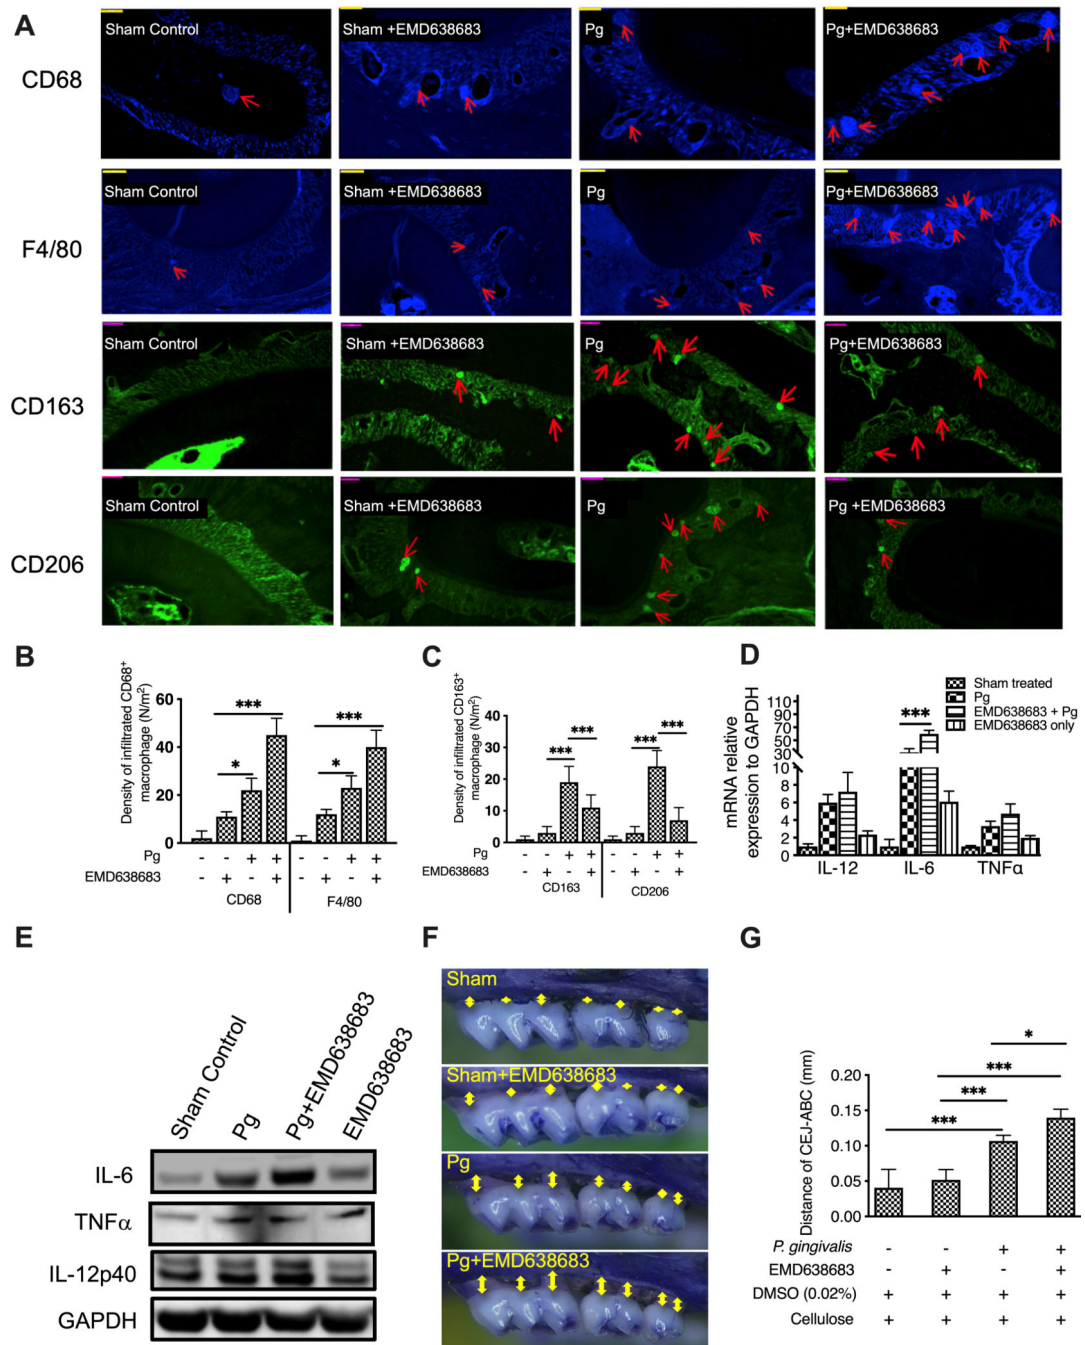 A
Sham Control
Sham +EMD638683
Pg
Pg+EMD638683
CD68
Sham Control
Sham +EMD638683
Pg
Pg+EMD638683
F4/80
Sham Control
Sham +EMD638683
Pg
Pg+EMD638683
CD163
Sham Control
Sham +EMD638683
Pg
Pg +EMD638683
CD206
B
Density of infiltrated CD68+
macrophage (N/m2)
60
40
20
0
***
*
***
*
Pg - - + + - - + +
EMD638683 - + - + - + - +
CD68 F4/80
C
Density of infiltrated CD163+
macrophage (N/m2)
40
30
20
10
0
***
***
***
***
Pg - - + + - - + +
EMD638683 - + - + - + - +
CD163 CD206
D
mRNA relative
expression to GAPDH
110
90
70
50
30
10
8
6
4
2
0
***
Sham treated
Pg
EMD638683 + Pg
EMD638683 only
IL-12 IL-6 TNFα
E
Sham Control
Pg
Pg+EMD638683
EMD638683
IL-6
TNFα
IL-12p40
GAPDH
F
Sham
Sham+EMD638683
Pg
Pg+EMD638683
G
Distance of CEJ-ABC (mm)
0.20
0.15
0.10
0.05
0.00
*
***
***
***
P. gingivalis - - + +
EMD638683 - + - +
DMSO (0.02%) + + + +
Cellulose + + + +